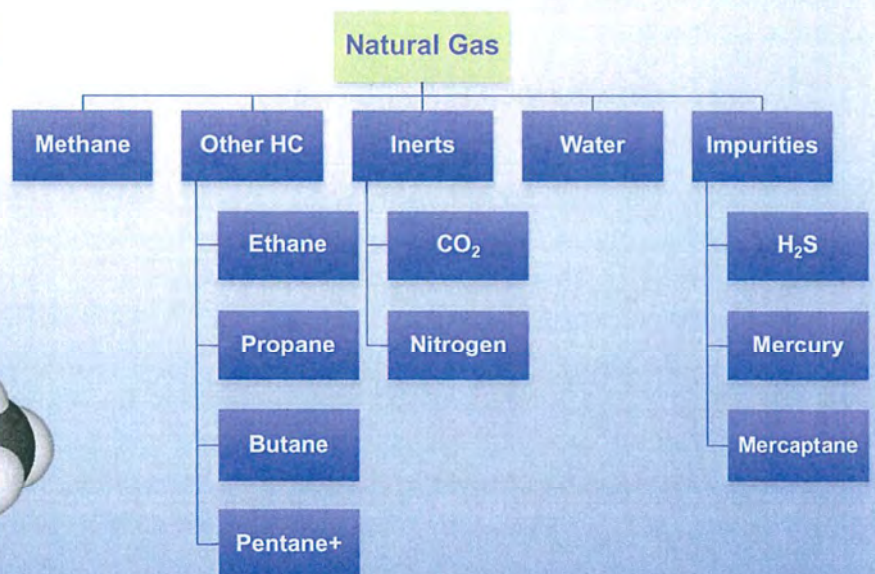 Natural Gas
Methane
Other HC
Inerts
Water
Impurities
Ethane
CO₂
H₂S
Propane
Nitrogen
Mercury
Butane
Mercaptane
Pentane+